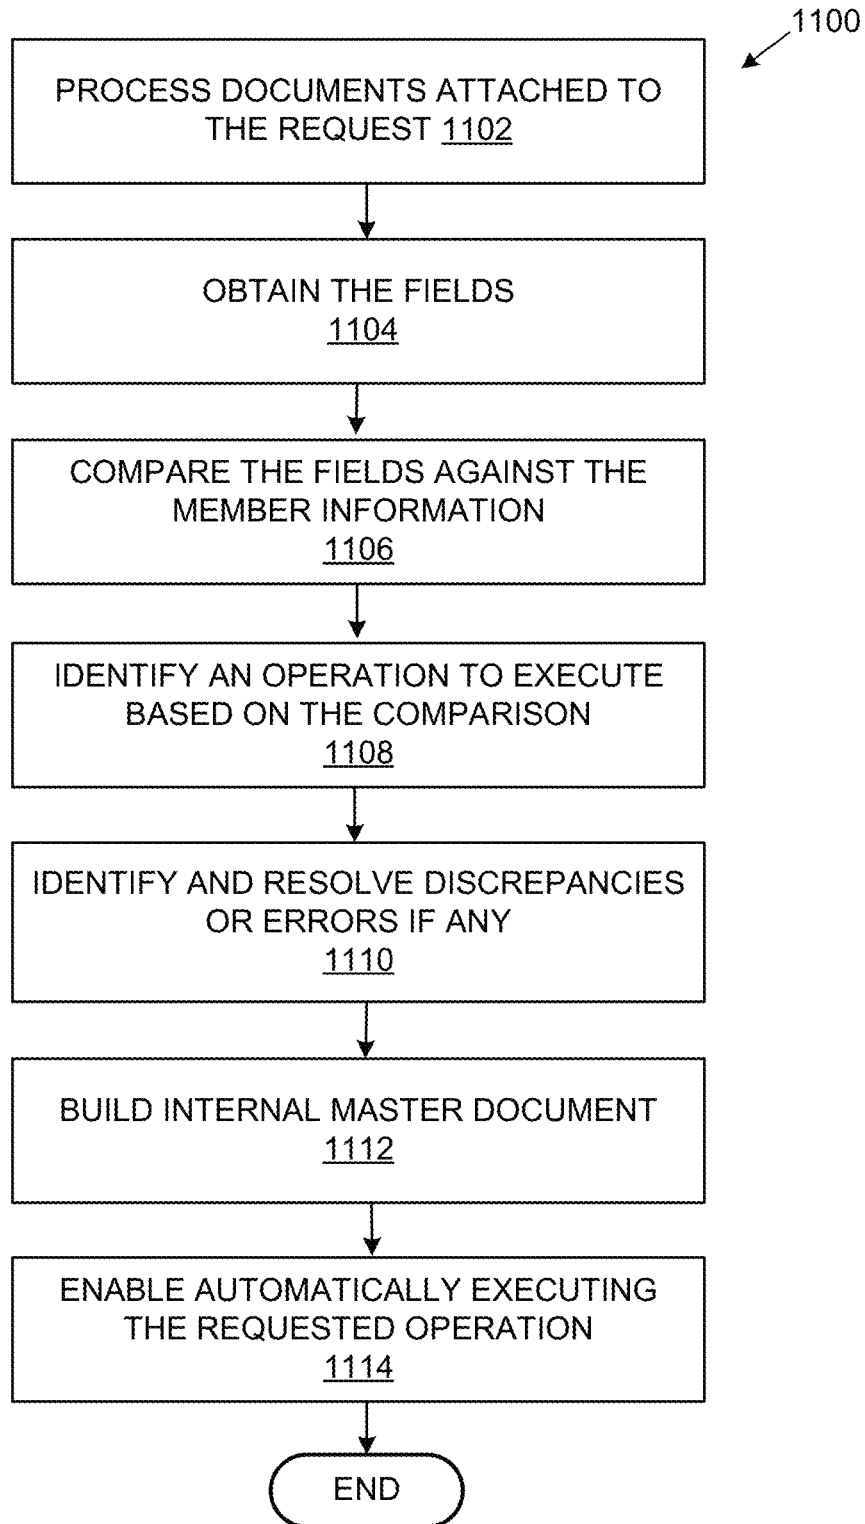 1100
PROCESS DOCUMENTS ATTACHED TO
THE REQUEST 1102
OBTAIN THE FIELDS
1104
COMPARE THE FIELDS AGAINST THE
MEMBER INFORMATION
1106
IDENTIFY AN OPERATION TO EXECUTE
BASED ON THE COMPARISON
1108
IDENTIFY AND RESOLVE DISCREPANCIES
OR ERRORS IF ANY
1110
BUILD INTERNAL MASTER DOCUMENT
1112
ENABLE AUTOMATICALLY EXECUTING
THE REQUESTED OPERATION
1114
END